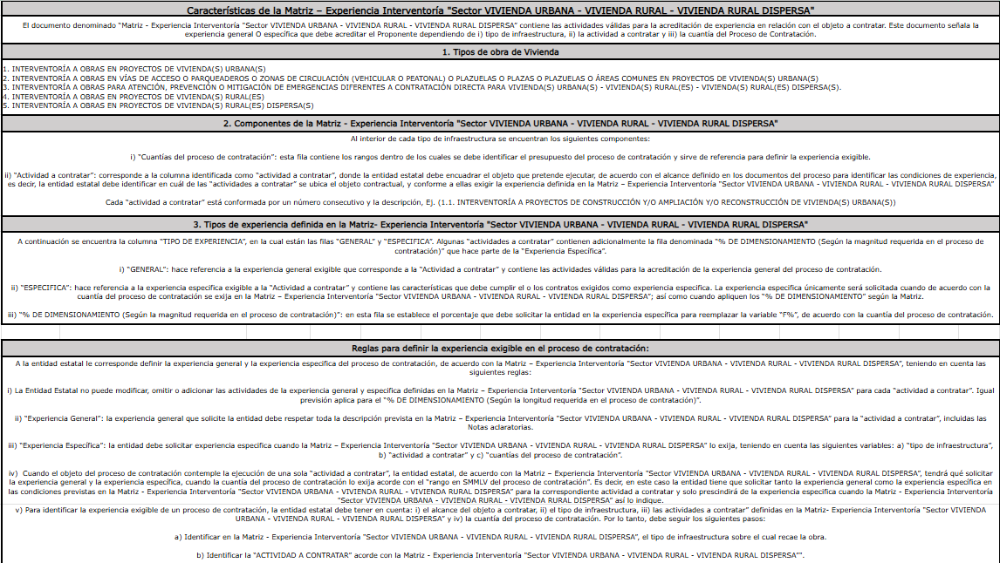 Características de la Matriz – Experiencia Interventoría "Sector VIVIENDA URBANA - VIVIENDA RURAL - VIVIENDA RURAL DISPERSA"
El documento denominado “Matriz - Experiencia Interventoría "Sector VIVIENDA URBANA - VIVIENDA RURAL - VIVIENDA RURAL DISPERSA" contiene las actividades válidas para la acreditación de experiencia en relación con el objeto a contratar. Este documento señala la
experiencia general O específica que debe acreditar el Proponente dependiendo de i) tipo de infraestructura, ii) la actividad a contratar y iii) la cuantía del Proceso de Contratación.
1. Tipos de obra de Vivienda
1. INTERVENTORÍA A OBRAS EN PROYECTOS DE VIVIENDA(S) URBANA(S)
2. INTERVENTORÍA A OBRAS EN VÍAS DE ACCESO O PARQUEADEROS O ZONAS DE CIRCULACIÓN (VEHICULAR O PEATONAL) O PLAZUELAS O PLAZAS O PLAZUELAS O ÁREAS COMUNES EN PROYECTOS DE VIVIENDA(S) URBANA(S)
3. INTERVENTORÍA A OBRAS PARA ATENCIÓN, PREVENCIÓN O MITIGACIÓN DE EMERGENCIAS DIFERENTES A CONTRATACIÓN DIRECTA PARA VIVIENDA(S) URBANA(S) - VIVIENDA(S) RURAL(ES) - VIVIENDA(S) RURAL(ES) DISPERSA(S).
4. INTERVENTORÍA A OBRAS EN PROYECTOS DE VIVIENDA(S) RURAL(ES)
5. INTERVENTORÍA A OBRAS EN PROYECTOS DE VIVIENDA(S) RURAL(ES) DISPERSA(S)
2. Componentes de la Matriz - Experiencia Interventoría "Sector VIVIENDA URBANA - VIVIENDA RURAL - VIVIENDA RURAL DISPERSA"
Al interior de cada tipo de infraestructura se encuentran los siguientes componentes:
i) “Cuantías del proceso de contratación”: esta fila contiene los rangos dentro de los cuales se debe identificar el presupuesto del proceso de contratación y sirve de referencia para definir la experiencia exigible.
ii) “Actividad a contratar”: corresponde a la columna identificada como “actividad a contratar”, donde la entidad estatal debe encuadrar el objeto que pretende ejecutar, de acuerdo con el alcance definido en los documentos del proceso para identificar las condiciones de experiencia,
es decir, la entidad estatal debe identificar en cuál de las “actividades a contratar” se ubica el objeto contractual, y conforme a ellas exigir la experiencia definida en la Matriz – Experiencia Interventoría "Sector VIVIENDA URBANA - VIVIENDA RURAL - VIVIENDA RURAL DISPERSA"
Cada “actividad a contratar” está conformada por un número consecutivo y la descripción, Ej. (1.1. INTERVENTORÍA A PROYECTOS DE CONSTRUCCIÓN Y/O AMPLIACIÓN Y/O RECONSTRUCCIÓN DE VIVIENDA(S) URBANA(S))
3. Tipos de experiencia definida en la Matriz- Experiencia Interventoría "Sector VIVIENDA URBANA - VIVIENDA RURAL - VIVIENDA RURAL DISPERSA"
A continuación se encuentra la columna “TIPO DE EXPERIENCIA”, en la cual están las filas “GENERAL” y “ESPECIFICA”. Algunas “actividades a contratar” contienen adicionalmente la fila denominada “% DE DIMENSIONAMIENTO (Según la magnitud requerida en el proceso de
contratación)” que hace parte de la “Experiencia Específica”.
i) “GENERAL”: hace referencia a la experiencia general exigible que corresponde a la “Actividad a contratar” y contiene las actividades válidas para la acreditación de la experiencia general del proceso de contratación.
ii) “ESPECIFICA”: hace referencia a la experiencia especifica exigible a la “Actividad a contratar” y contiene las características que debe cumplir el o los contratos exigidos como experiencia especifica. La experiencia especifica únicamente será solicitada cuando de acuerdo con la
cuantía del proceso de contratación se exija en la Matriz – Experiencia Interventoría "Sector VIVIENDA URBANA - VIVIENDA RURAL - VIVIENDA RURAL DISPERSA"; así como cuando apliquen los “% DE DIMENSIONAMIENTO” según la Matriz.
iii) “% DE DIMENSIONAMIENTO (Según la magnitud requerida en el proceso de contratación)”: en esta fila se establece el porcentaje que debe solicitar la entidad en la experiencia específica para reemplazar la variable “F%”, de acuerdo con la cuantía del proceso de contratación.
Reglas para definir la experiencia exigible en el proceso de contratación:
A la entidad estatal le corresponde definir la experiencia general y la experiencia especifica del proceso de contratación, de acuerdo con la Matriz – Experiencia Interventoría "Sector VIVIENDA URBANA - VIVIENDA RURAL - VIVIENDA RURAL DISPERSA", teniendo en cuenta las
siguientes reglas:
i) La Entidad Estatal no puede modificar, omitir o adicionar las actividades de la experiencia general y especifica definidas en la Matriz – Experiencia Interventoría "Sector VIVIENDA URBANA - VIVIENDA RURAL - VIVIENDA RURAL DISPERSA" para cada “actividad a contratar”. Igual
previsión aplica para el “% DE DIMENSIONAMIENTO (Según la longitud requerida en el proceso de contratación)”.
ii) “Experiencia General”: la experiencia general que solicite la entidad debe respetar toda la descripción prevista en la Matriz – Experiencia Interventoría "Sector VIVIENDA URBANA - VIVIENDA RURAL - VIVIENDA RURAL DISPERSA" para la “actividad a contratar”, incluidas las
Notas aclaratorias.
iii) “Experiencia Específica”: la entidad debe solicitar experiencia especifica cuando la Matriz – Experiencia Interventoría "Sector VIVIENDA URBANA - VIVIENDA RURAL - VIVIENDA RURAL DISPERSA" lo exija, teniendo en cuenta las siguientes variables: a) “tipo de infraestructura”,
b) “actividad a contratar” y c) “cuantías del proceso de contratación”.
iv) Cuando el objeto del proceso de contratación contemple la ejecución de una sola “actividad a contratar”, la entidad estatal, de acuerdo con la Matriz – Experiencia Interventoría "Sector VIVIENDA URBANA - VIVIENDA RURAL - VIVIENDA RURAL DISPERSA", tendrá qué solicitar
la experiencia general y la experiencia específica, cuando la cuantía del proceso de contratación lo exija acorde con el “rango en SMMLV del proceso de contratación”. Es decir, en este caso la entidad tiene que solicitar tanto la experiencia general como la experiencia específica en
las condiciones previstas en la Matriz - Experiencia Interventoría "Sector VIVIENDA URBANA - VIVIENDA RURAL - VIVIENDA RURAL DISPERSA" para la correspondiente actividad a contratar y solo prescindirá de la experiencia especifica cuando la Matriz - Experiencia Interventoría
"Sector VIVIENDA URBANA - VIVIENDA RURAL - VIVIENDA RURAL DISPERSA" así lo indique.
v) Para identificar la experiencia exigible de un proceso de contratación, la entidad estatal debe tener en cuenta: i) el alcance del objeto a contratar, ii) el tipo de infraestructura, iii) las actividades a contratar” definidas en la Matriz- Experiencia Interventoría "Sector VIVIENDA
URBANA - VIVIENDA RURAL - VIVIENDA RURAL DISPERSA" y iv) la cuantía del proceso de contratación. Por lo tanto, debe seguir los siguientes pasos:
a) Identificar en la Matriz - Experiencia Interventoría "Sector VIVIENDA URBANA - VIVIENDA RURAL - VIVIENDA RURAL DISPERSA", el tipo de infraestructura sobre el cual recae la obra.
b) Identificar la “ACTIVIDAD A CONTRATAR” acorde con la Matriz - Experiencia Interventoría "Sector VIVIENDA URBANA - VIVIENDA RURAL - VIVIENDA RURAL DISPERSA"”.